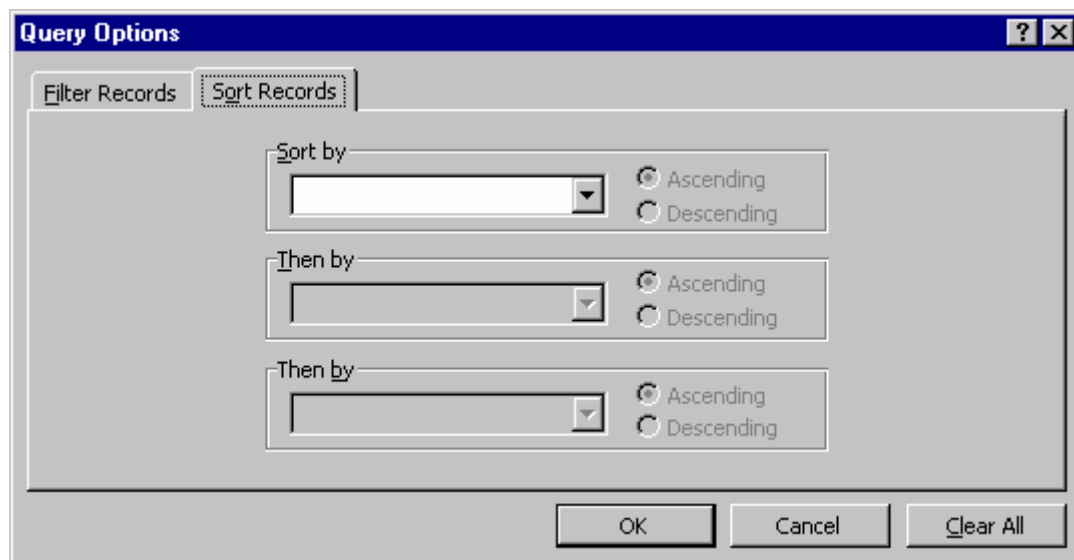 Query Options
Filter Records Sort Records
Sort by
Ascending
Descending
Then by
Ascending
Descending
Then by
Ascending
Descending
OK Cancel Clear All